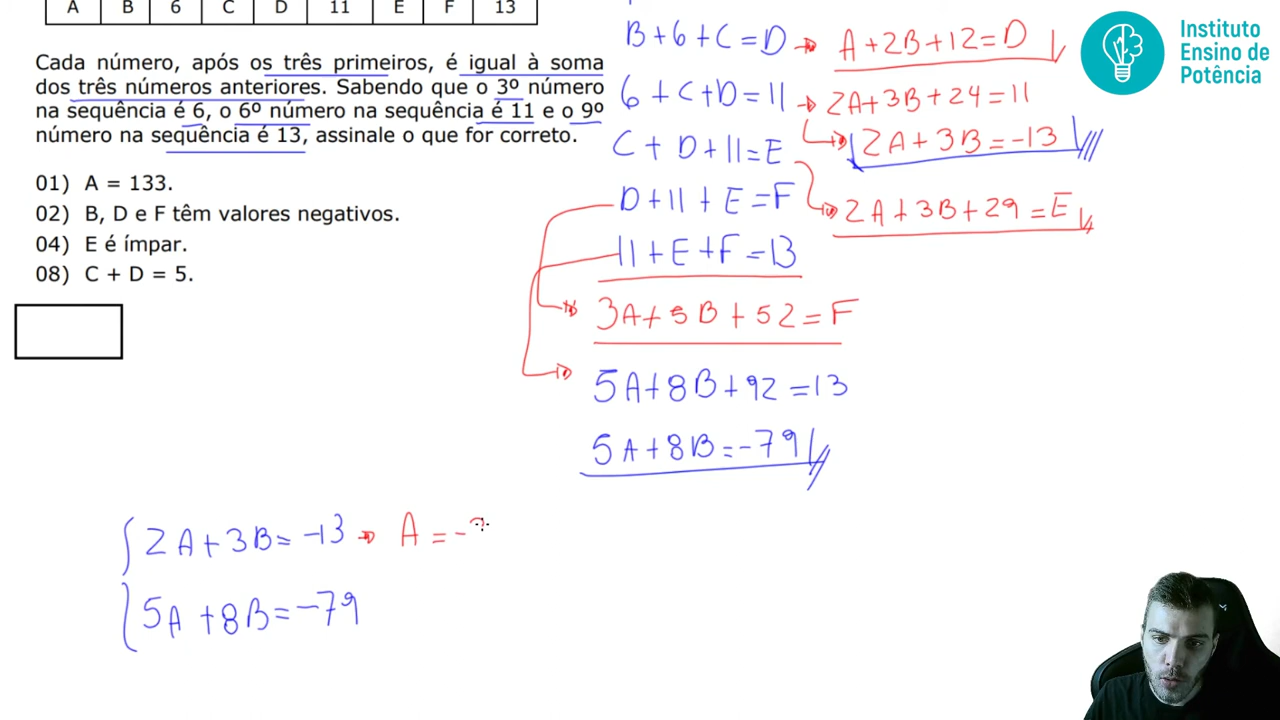 A B 6 C D 11 E F 13
Cada número, após os três primeiros, é igual à soma
dos três números anteriores. Sabendo que o 3º número
na sequência é 6, o 6º número na sequência é 11 e o 9º
número na sequência é 13, assinale o que for correto.
01) A = 133.
02) B, D e F têm valores negativos.
04) E é ímpar.
08) C + D = 5.
B+6+C=D → A+2B+12=D
6+C+D=11 → 2A+3B+24=11
2A+3B=-13
C+D+11=E
2A+3B+29=E
D+11+E=F
11+E+F=13
3A+5B+52=F
5A+8B+92=13
5A+8B=-79
2A+3B=-13 → A = -
5A+8B=-79
Instituto
Ensino de
Potência